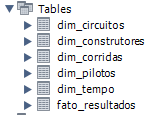 Tables
dim_circuitos
dim_construtores
dim_corridas
dim_pilotos
dim_tempo
fato_resultados